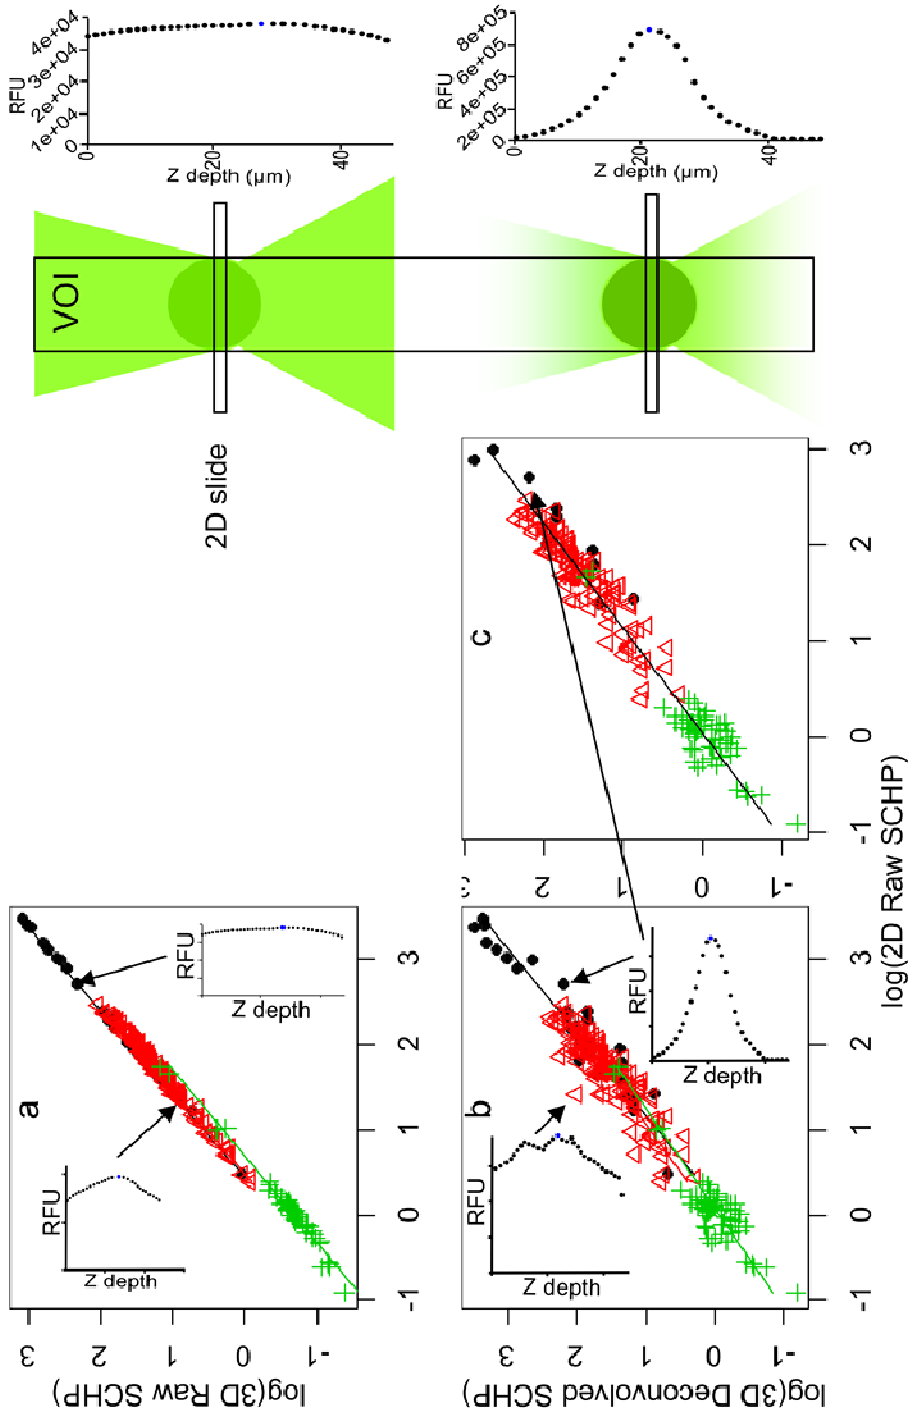 4e+04
3e+04
2e+04
1e+04
0
RFU
0
20
40
Z depth (µm)
8e+05
6e+05
4e+05
2e+05
0
RFU
0
20
40
Z depth (µm)
VOI
2D slide
c
3
2
1
0
-1
3
2
1
0
-1
a
RFU
Z depth
RFU
Z depth
3
2
1
0
-1
3
2
1
0
-1
log(3D Raw SCHP)
b
RFU
Z depth
RFU
Z depth
3
2
1
0
-1
3
2
1
0
-1
log(3D Deconvolved SCHP)
log(2D Raw SCHP)